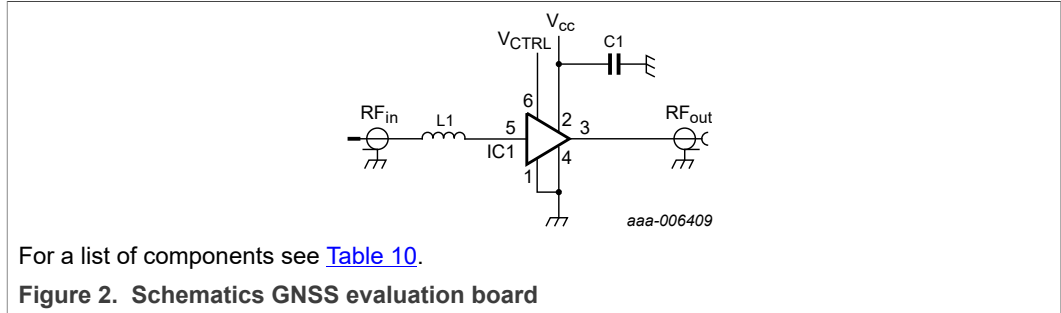 Vcc
VCTRL
C1
6
RFin
L1
5
2
3
RFout
IC1
4
1
aaa-006409
For a list of components see Table 10.
Figure 2. Schematics GNSS evaluation board